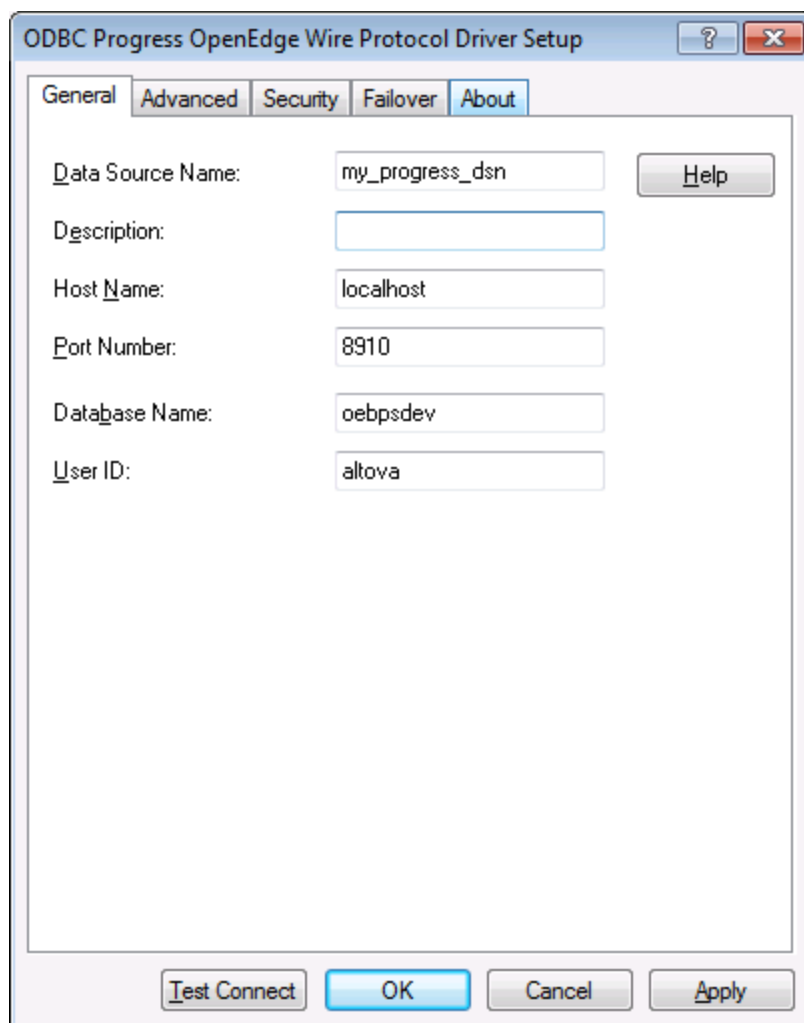 ODBC Progress OpenEdge Wire Protocol Driver Setup
General Advanced Security Failover About
Data Source Name: my_progress_dsn Help
Description:
Host Name: localhost
Port Number: 8910
Database Name: oebpsdev
User ID: altova
Test Connect OK Cancel Apply